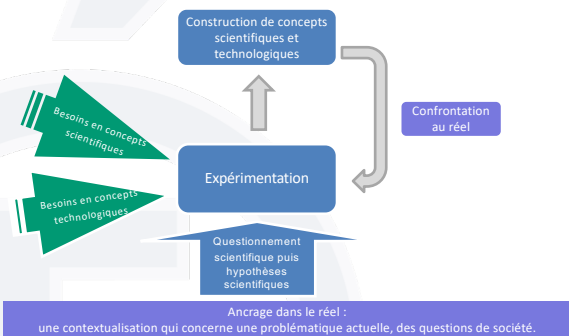 Construction de concepts
scientifiques et
technologiques
Confrontation
au réel
Besoins en concepts
scientifiques
Expérimentation
Besoins en concepts
technologiques
Questionnement
scientifique puis
hypothèses
scientifiques
Ancrage dans le réel :
une contextualisation qui concerne une problématique actuelle, des questions de société.